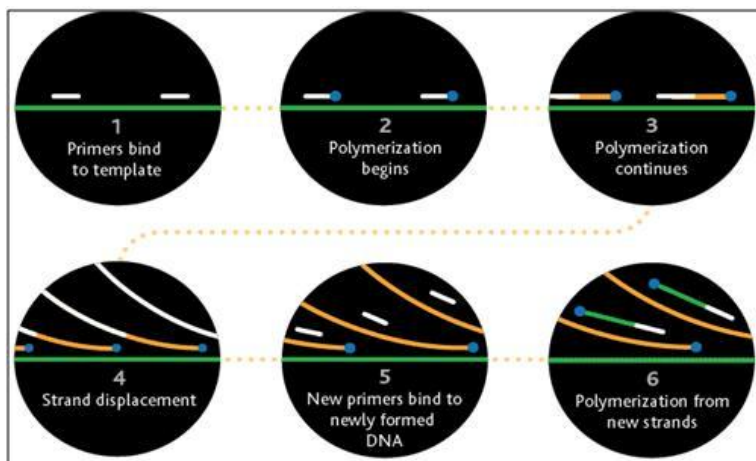 1
Primers bind
to template
2
Polymerization
begins
3
Polymerization
continues
4
Strand displacement
5
New primers bind to
newly formed
DNA
6
Polymerization from
new strands